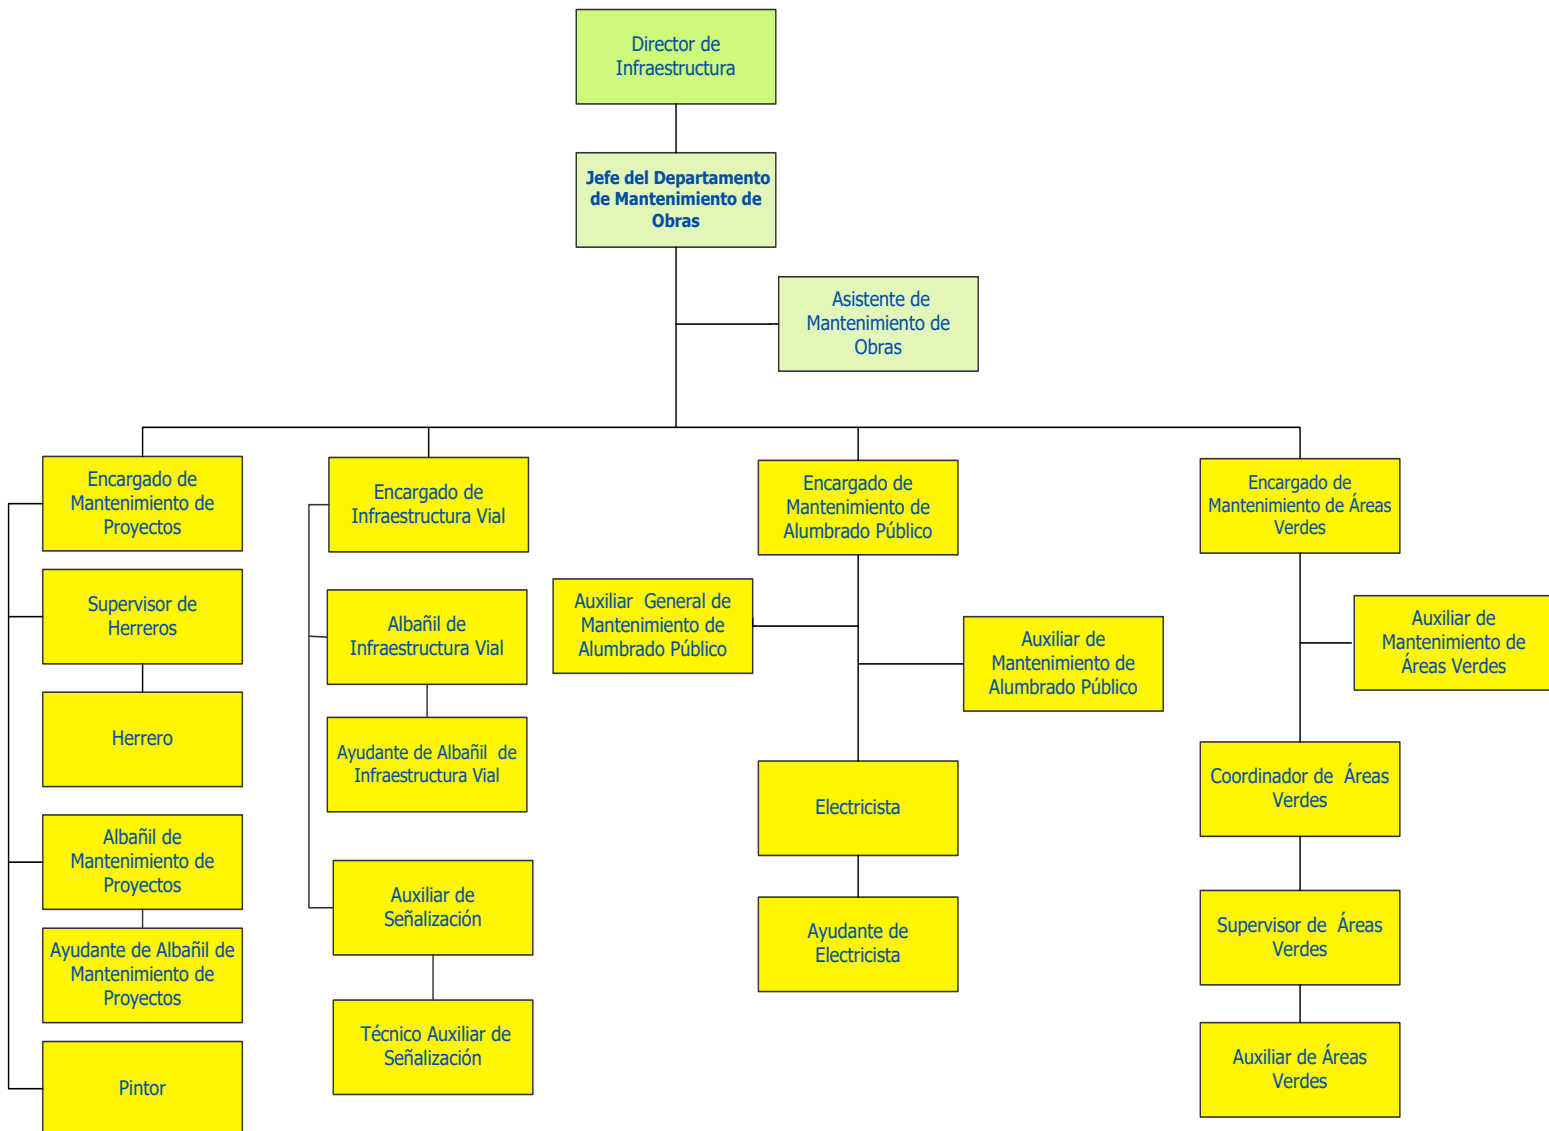 Director de
Infraestructura
Jefe del Departamento
de Mantenimiento de
Obras
Asistente de
Mantenimiento de
Obras
Encargado de
Mantenimiento de
Proyectos
Supervisor de
Herreros
Herrero
Albañil de
Mantenimiento de
Proyectos
Ayudante de Albañil de
Mantenimiento de
Proyectos
Pintor
Encargado de
Infraestructura Vial
Albañil de
Infraestructura Vial
Ayudante de Albañil de
Infraestructura Vial
Auxiliar de
Señalización
Técnico Auxiliar de
Señalización
Encargado de
Mantenimiento de
Alumbrado Público
Auxiliar General de
Mantenimiento de
Alumbrado Público
Auxiliar de
Mantenimiento de
Alumbrado Público
Electricista
Ayudante de
Electricista
Encargado de
Mantenimiento de Áreas
Verdes
Auxiliar de
Mantenimiento de
Áreas Verdes
Coordinador de Áreas
Verdes
Supervisor de Áreas
Verdes
Auxiliar de Áreas
Verdes